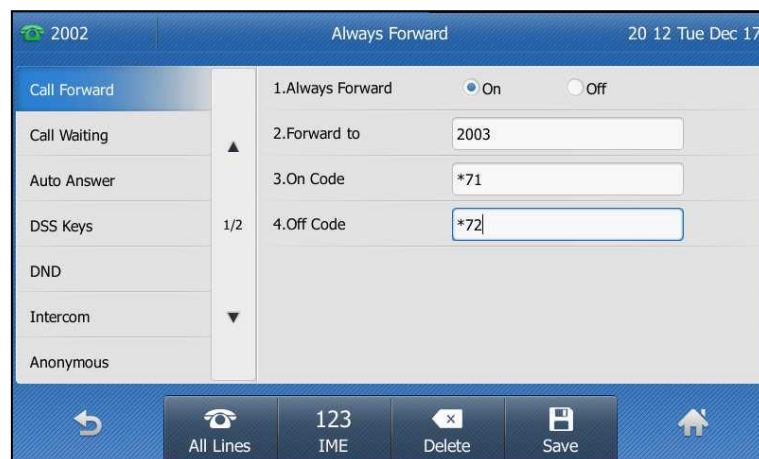 2002 Always Forward 20 12 Tue Dec 17
Call Forward
Call Waiting
Auto Answer
DSS Keys
DND
Intercom
Anonymous
1/2
1.Always Forward On Off
2.Forward to 2003
3.On Code *71
4.Off Code *72
All Lines
123
IME
Delete
Save